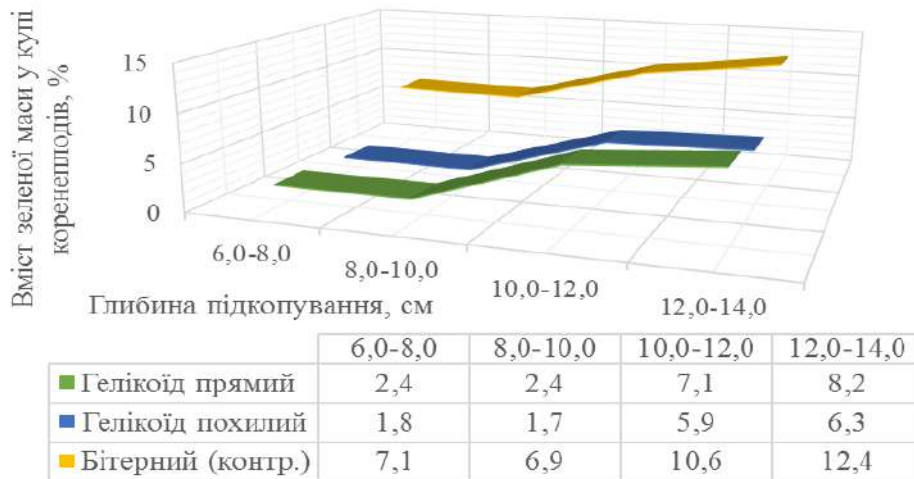 Вміст зеленої маси у купі
коренеплодів, %
15
10
5
0
6,0-8,0
8,0-10,0
10,0-12,0
12,0-14,0
Глибина підкопування, см
6,0-8,0 8,0-10,0 10,0-12,0 12,0-14,0
Гелікоїд прямий 2,4 2,4 7,1 8,2
Гелікоїд похилий 1,8 1,7 5,9 6,3
Бітерний (контр.) 7,1 6,9 10,6 12,4